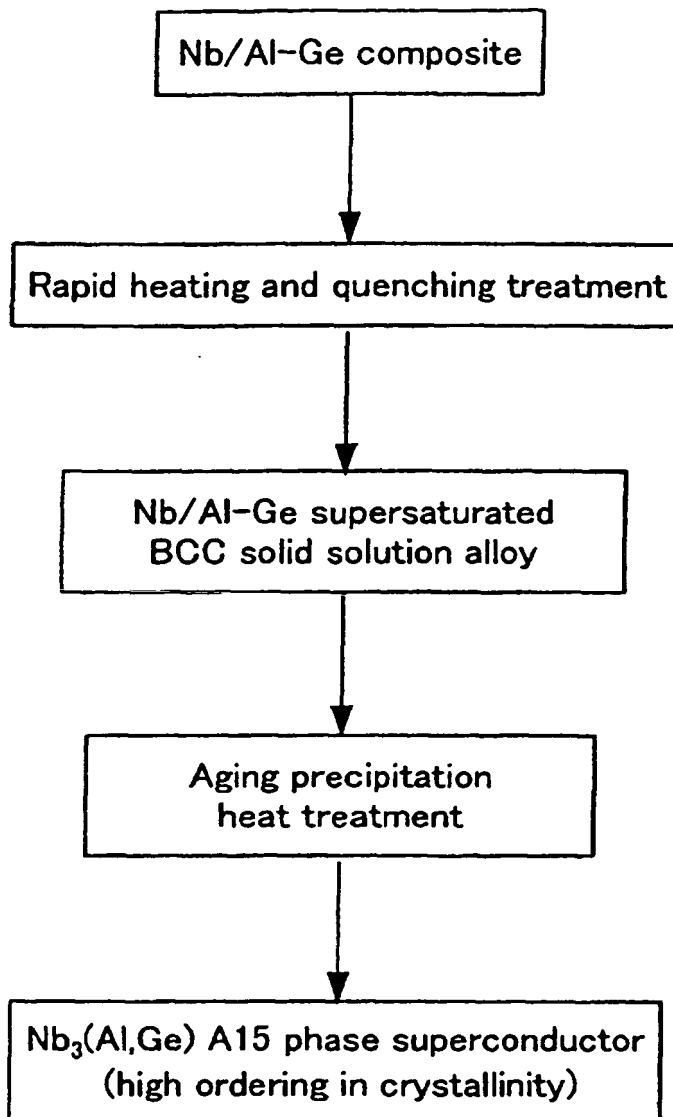 Nb/Al-Ge composite
Rapid heating and quenching treatment
Nb/Al-Ge supersaturated
BCC solid solution alloy
Aging precipitation
heat treatment
Nb₃(Al,Ge) A15 phase superconductor
(high ordering in crystallinity)